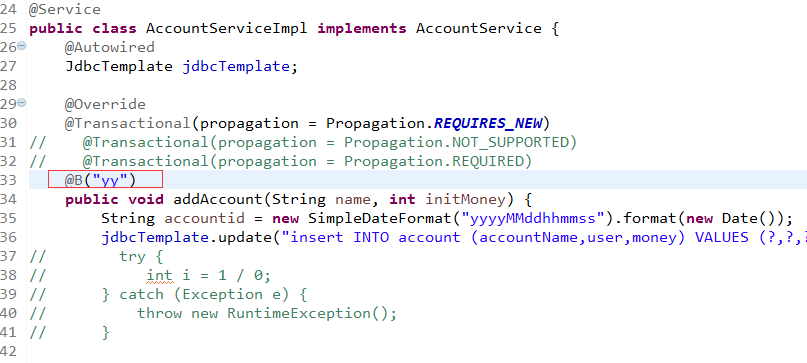 24 @Service
25 public class AccountServiceImpl implements AccountService {
26 @Autowired
27 JdbcTemplate jdbcTemplate;
28
29 @Override
30 @Transactional(propagation = Propagation.REQUIRES_NEW)
31 // @Transactional(propagation = Propagation.NOT_SUPPORTED)
32 // @Transactional(propagation = Propagation.REQUIRED)
33 @B("yy")
34 public void addAccount(String name, int initMoney) {
35 String accountid = new SimpleDateFormat("yyyyMMddhhmmss").format(new Date());
36 jdbcTemplate.update("insert INTO account (accountName,user,money) VALUES (?,?,?
37 // try {
38 // int i = 1 / 0;
39 // } catch (Exception e) {
40 // throw new RuntimeException();
41 // }
42